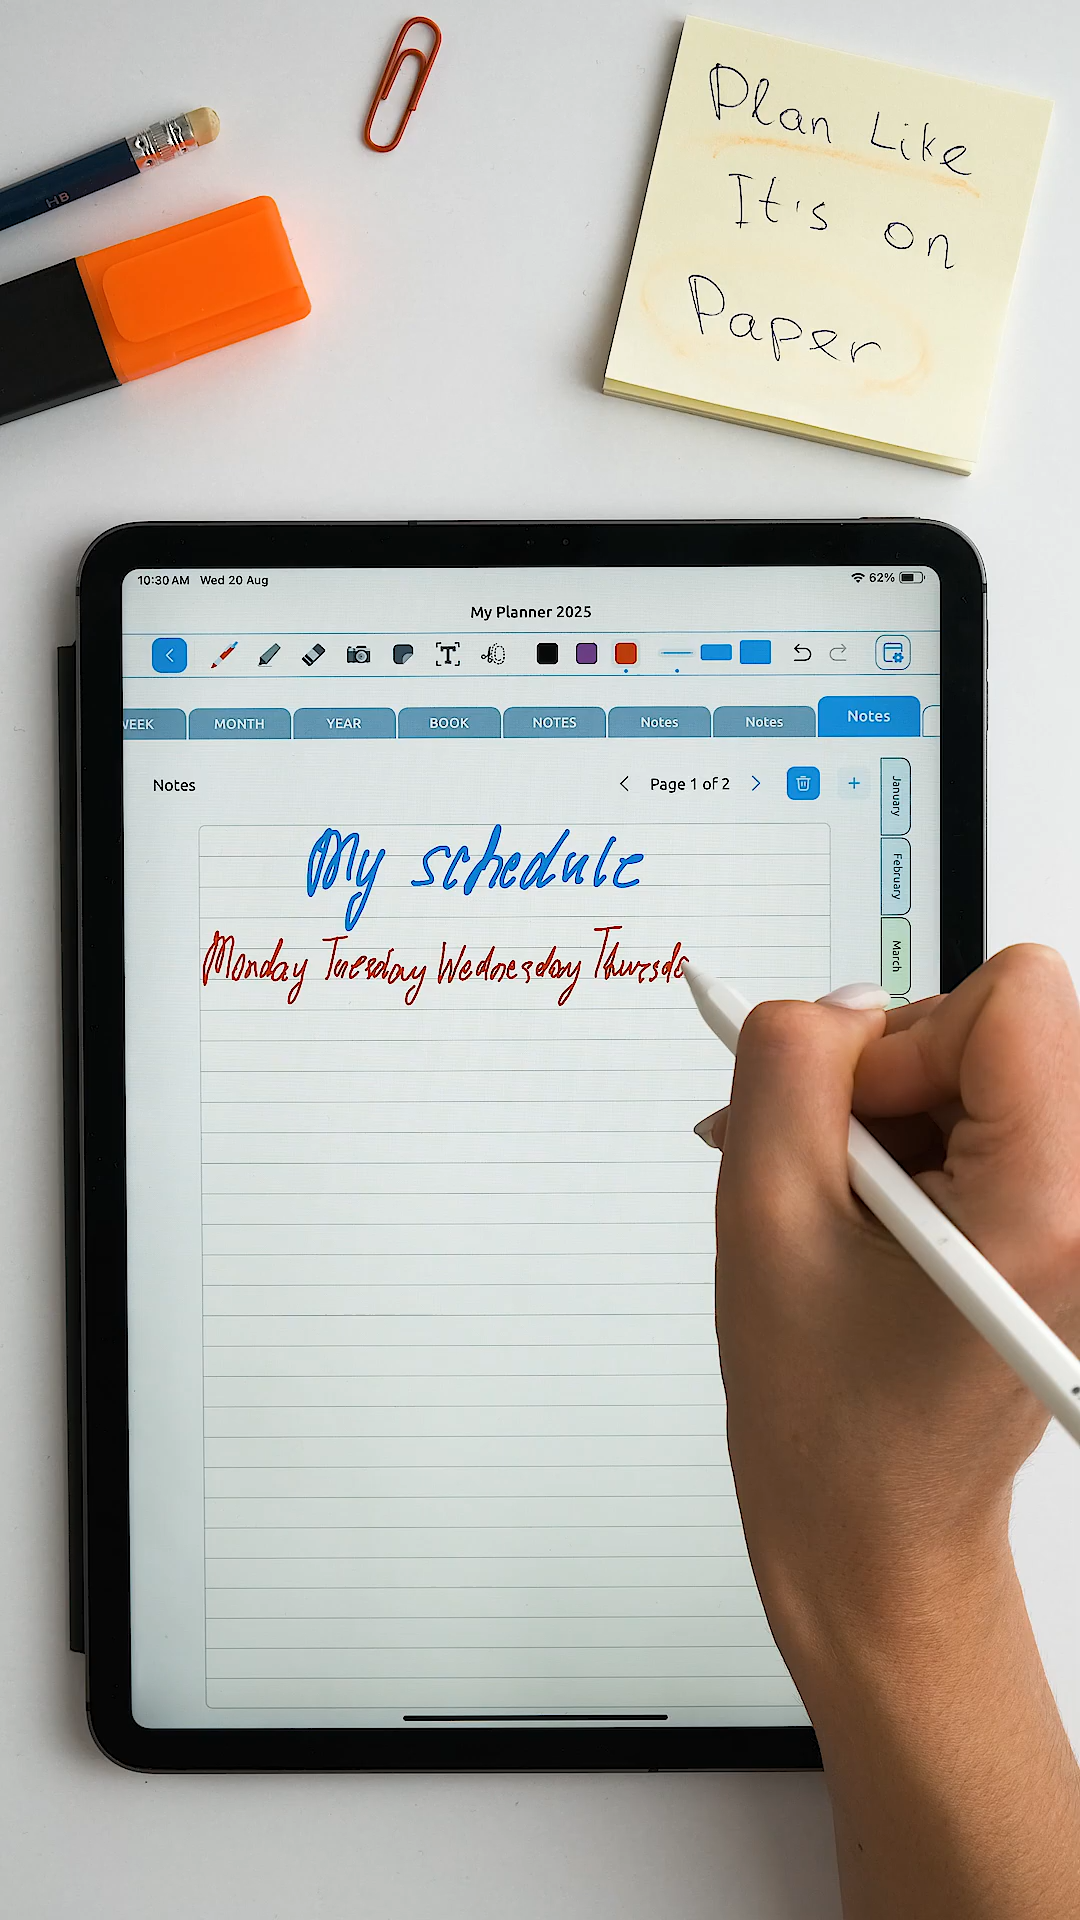 Plan Like
It's on
Paper
HB
10:30 AM Wed 20 Aug
62%
My Planner 2025
T
WEEK
MONTH
YEAR
BOOK
NOTES
Notes
Notes
Notes
Notes
Page 1 of 2
January
February
March
My schedule
Monday Tuesday Wednesday Thursda